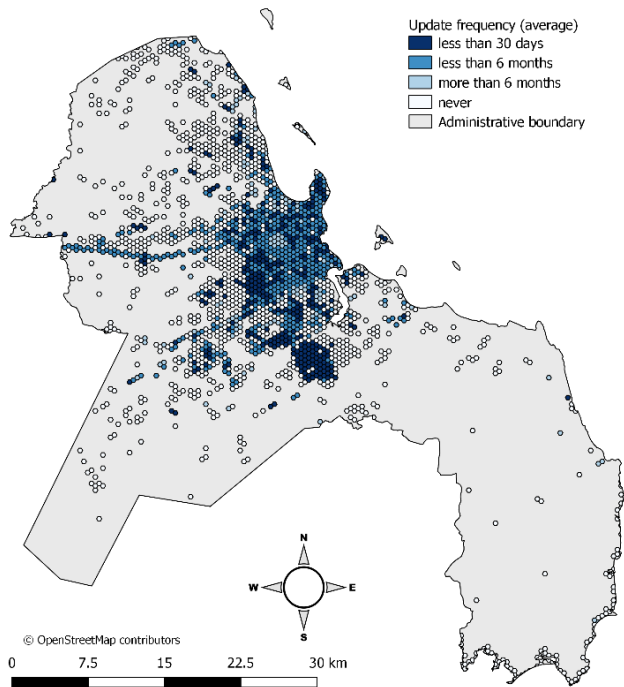 Update frequency (average)
less than 30 days
less than 6 months
more than 6 months
never
Administrative boundary
N
W E
S
© OpenStreetMap contributors
0 7.5 15 22.5 30 km